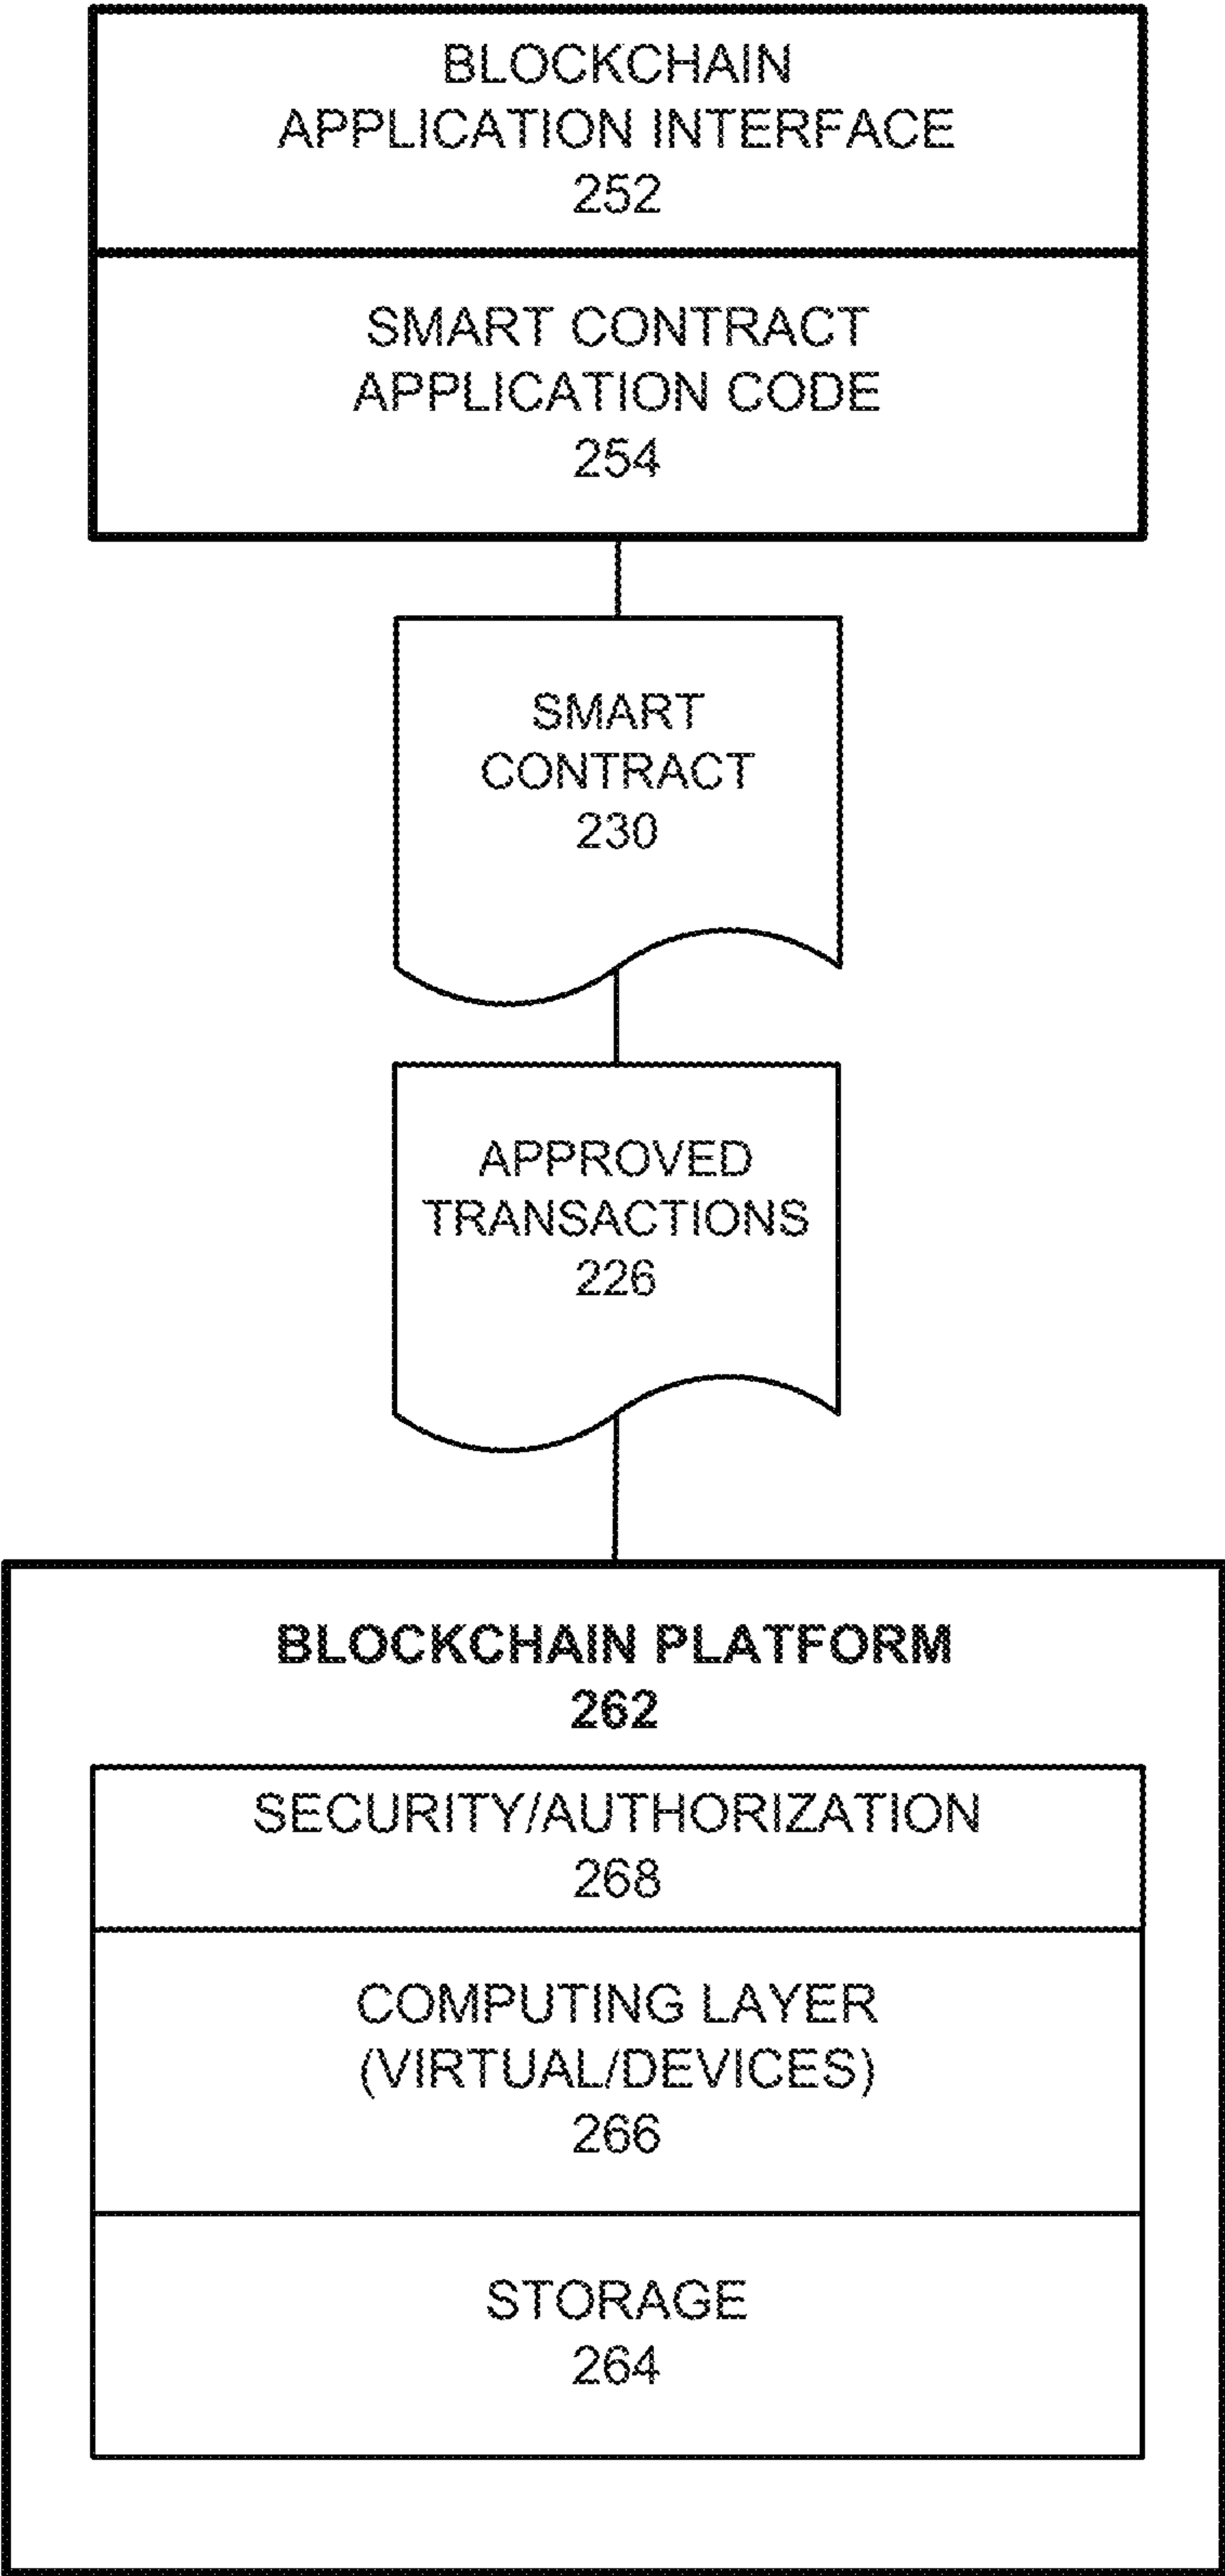 BLOCKCHAIN
APPLICATION INTERFACE
252
SMART CONTRACT
APPLICATION CODE
254
SMART
CONTRACT
230
APPROVED
TRANSACTIONS
226
BLOCKCHAIN PLATFORM
262
SECURITY/AUTHORIZATION
268
COMPUTING LAYER
(VIRTUAL/DEVICES)
266
STORAGE
264